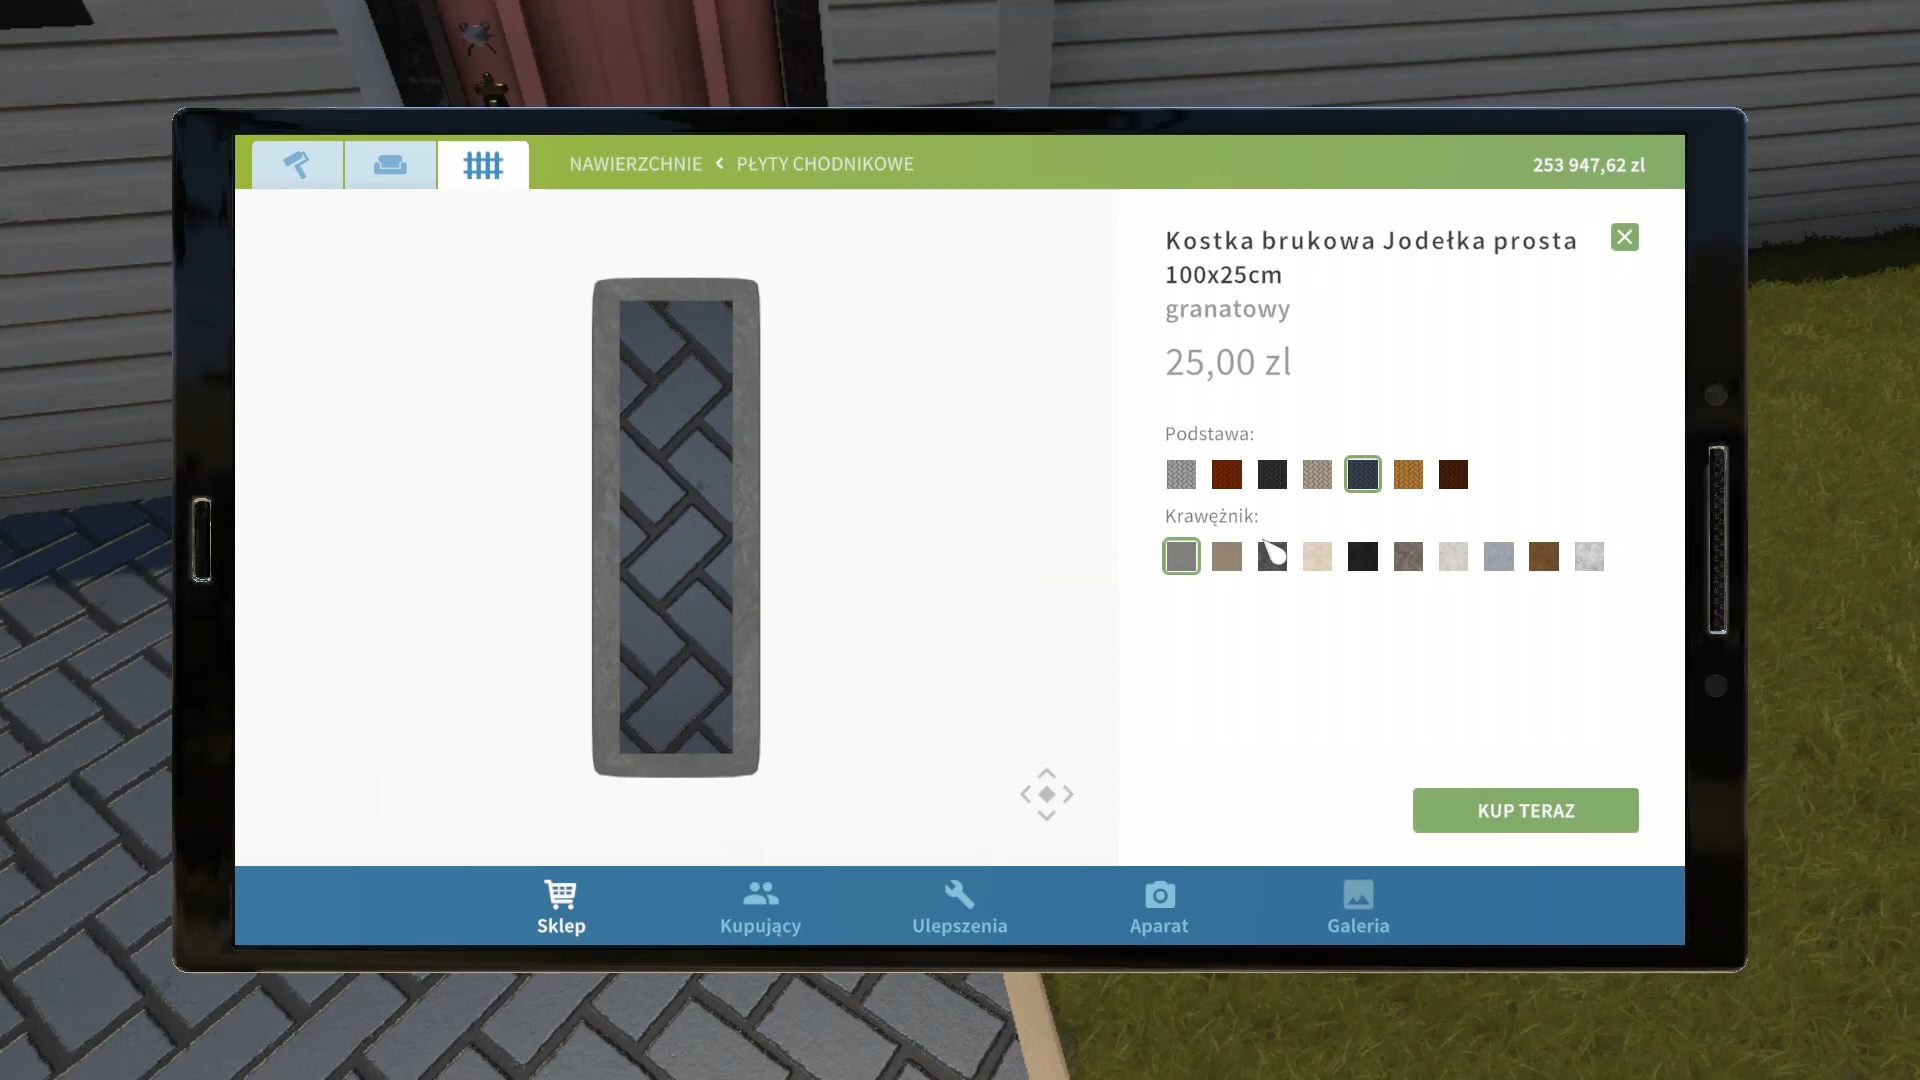 NAWIERZCHNIE < PŁYTY CHODNIKOWE
253 947,62 zl
Kostka brukowa Jodełka prosta
100x25cm
granatowy
25,00 zl
Podstawa:
Krawężnik:
KUP TERAZ
Sklep
Kupujący
Ulepszenia
Aparat
Galeria